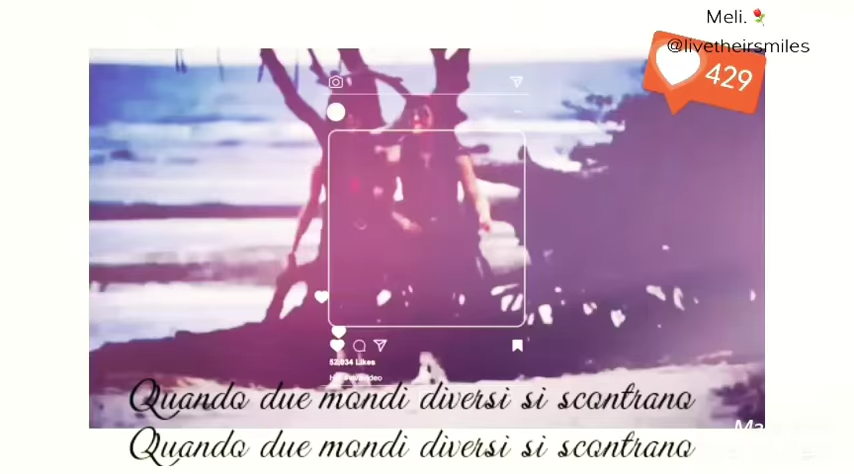 Meli.🌹
@livetheirsmiles
429
52,034 Likes
Quando due mondi diversi si scontrano
Quando due mondi diversi si scontrano